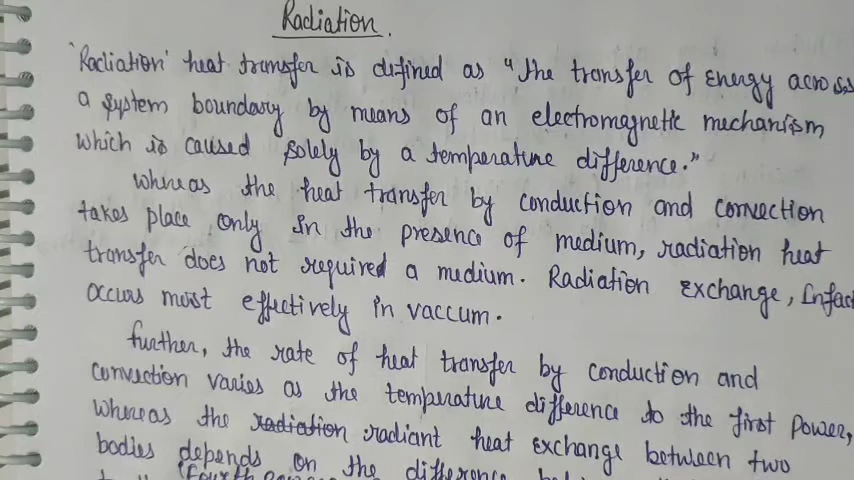 Radiation.
'Radiation' heat transfer is difined as "the transfer of energy across
a system boundary by means of an electromagnetic mechanism
which is caused solely by a temperature difference."
whereas the heat transfer by conduction and convection
takes place only in the presence of medium, radiation heat
transfer does not required a medium. Radiation exchange, Infact
occurs most effectively in vaccum.
further, the rate of heat transfer by conduction and
convection varies as the temperature difference to the first power,
whereas the radiation radiant heat exchange between two
bodies depends on the difference
(fourth